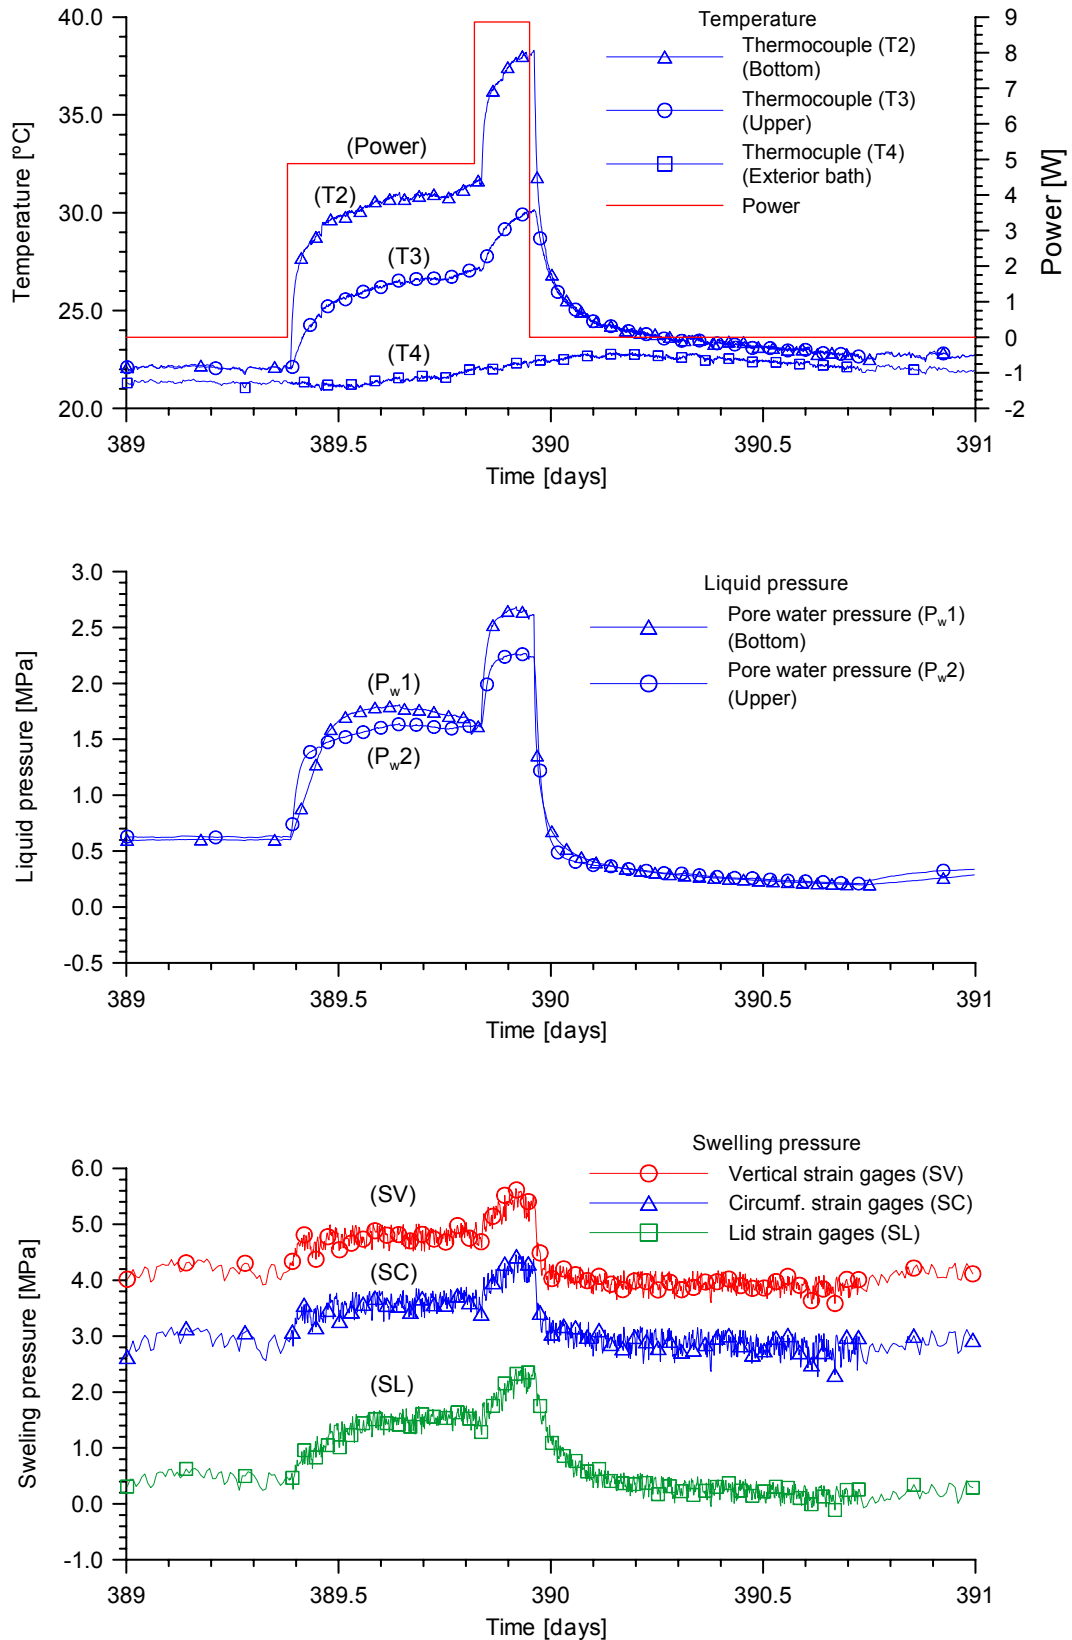 Temperature
Thermocouple (T2)
(Bottom)
Thermocouple (T3)
(Upper)
Thermocuple (T4)
(Exterior bath)
Power
(Power)
(T2)
(T3)
(T4)
40.0
35.0
30.0
25.0
20.0
Temperature [ºC]
9
8
7
6
5
4
3
2
1
0
-1
-2
Power [W]
389
389.5
390
390.5
391
Time [days]
Liquid pressure
Pore water pressure (Pw1)
(Bottom)
Pore water pressure (Pw2)
(Upper)
(Pw1)
(Pw2)
3.0
2.5
2.0
1.5
1.0
0.5
0.0
-0.5
Liquid pressure [MPa]
389
389.5
390
390.5
391
Time [days]
Swelling pressure
Vertical strain gages (SV)
Circumf. strain gages (SC)
Lid strain gages (SL)
(SV)
(SC)
(SL)
6.0
5.0
4.0
3.0
2.0
1.0
0.0
-1.0
Sweling pressure [MPa]
389
389.5
390
390.5
391
Time [days]